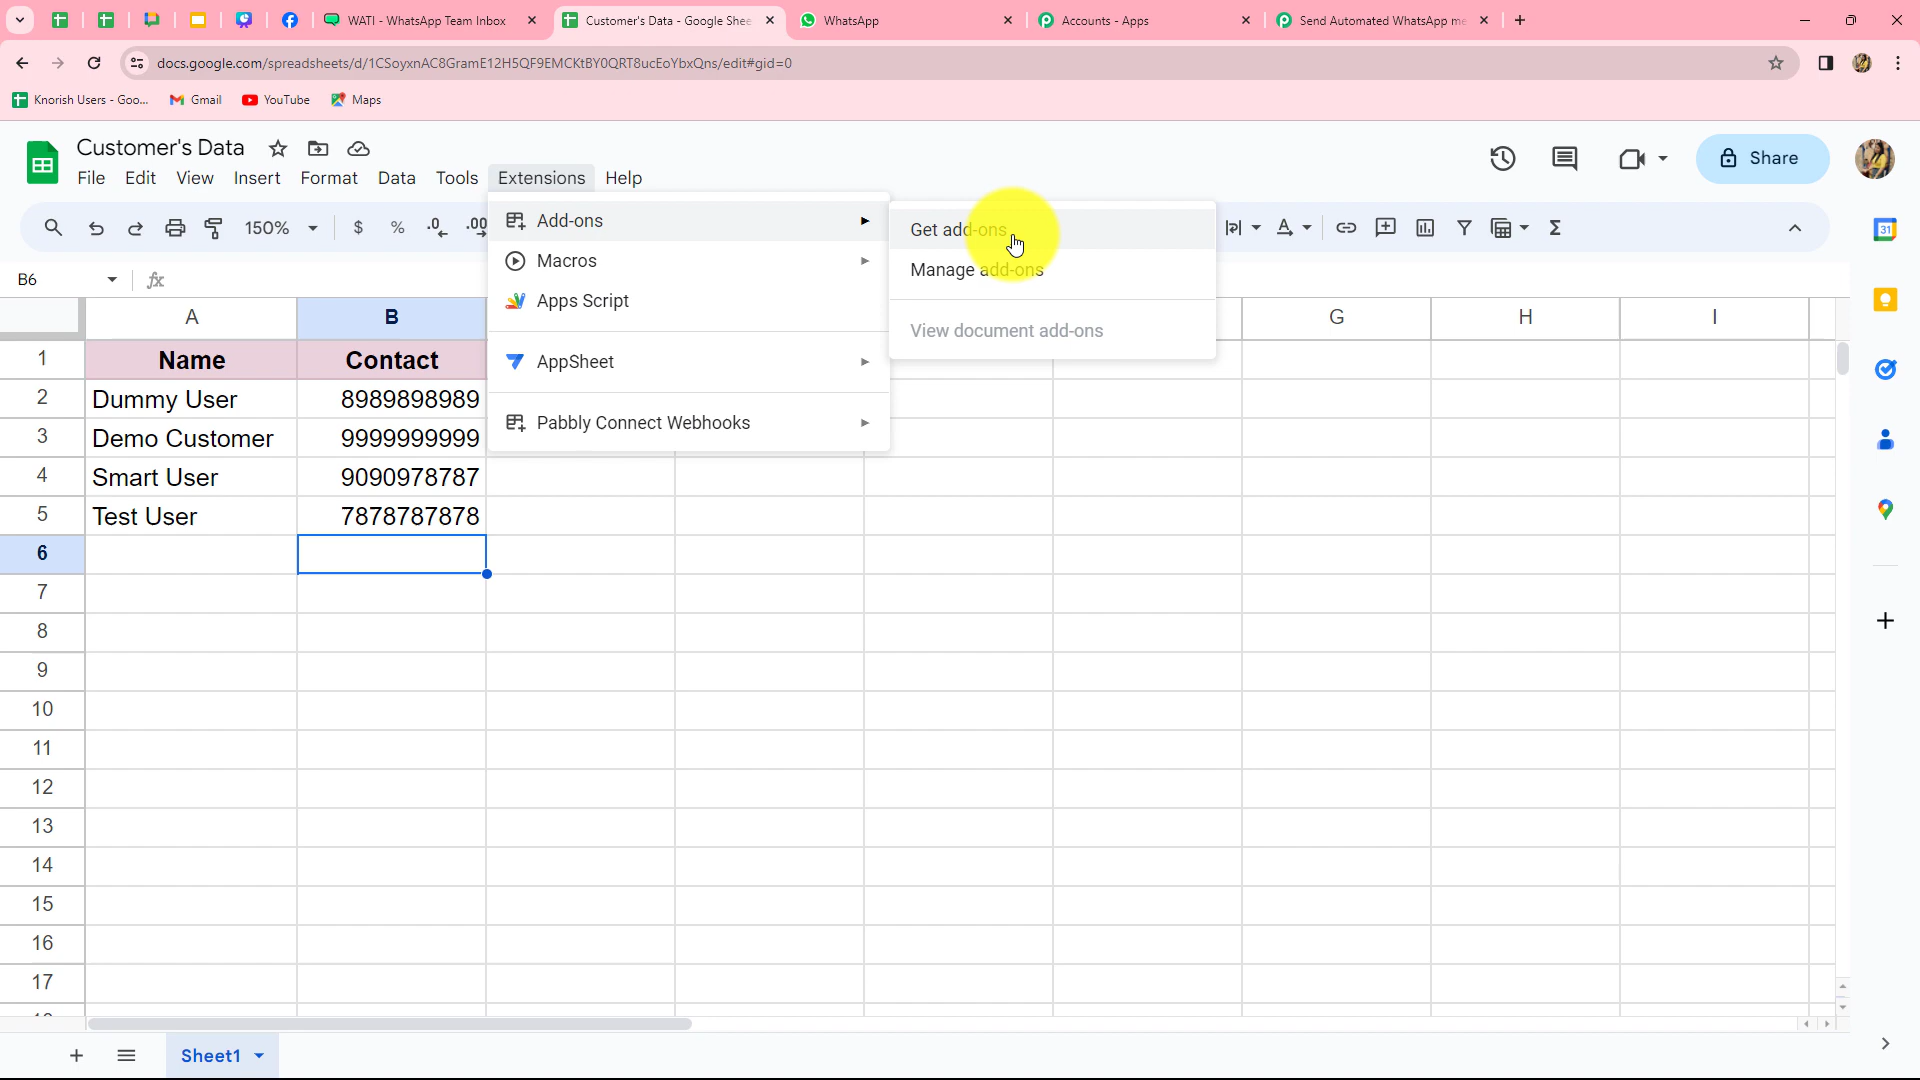 WATI - WhatsApp Team Inbox
Customer's Data - Google Shee
WhatsApp
Accounts - Apps
Send Automated WhatsApp me
docs.google.com/spreadsheets/d/1CSoyxnAC8GramE12H5QF9EMCKtBY0QRT8ucEoYbxQns/edit#gid=0
Knorish Users - Goo...
Gmail
YouTube
Maps
Customer's Data
File Edit View Insert Format Data Tools Extensions Help
Share
150%
$ % .0 .00
Add-ons
Macros
Apps Script
AppSheet
Pabbly Connect Webhooks
Get add-ons
Manage add-ons
View document add-ons
31
B6
fx
A B G H I
1 Name Contact
2 Dummy User 8989898989
3 Demo Customer 9999999999
4 Smart User 9090978787
5 Test User 7878787878
6
7
8
9
10
11
12
13
14
15
16
17
Sheet1